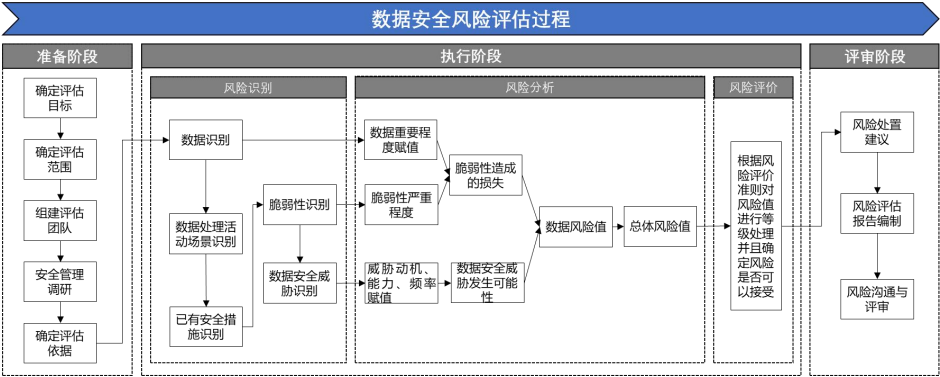 数据安全风险评估过程
准备阶段
执行阶段
评审阶段
风险识别
风险分析
风险评价
确定评估
目标
确定评估
范围
组建评估
团队
安全管理
调研
确定评估
依据
数据识别
数据处理活
动场景识别
已有安全措
施识别
脆弱性识别
数据安全威
胁识别
数据重要程
度赋值
脆弱性严重
程度
威胁动机、
能力、频率
赋值
脆弱性造成
的损失
数据安全威
胁发生可能
性
数据风险值
总体风险值
根据风
险评价
准则对
风险值
进行等
级处理
并且确
定风险
是否可
以接受
风险处置
建议
风险评估
报告编制
风险沟通与
评审